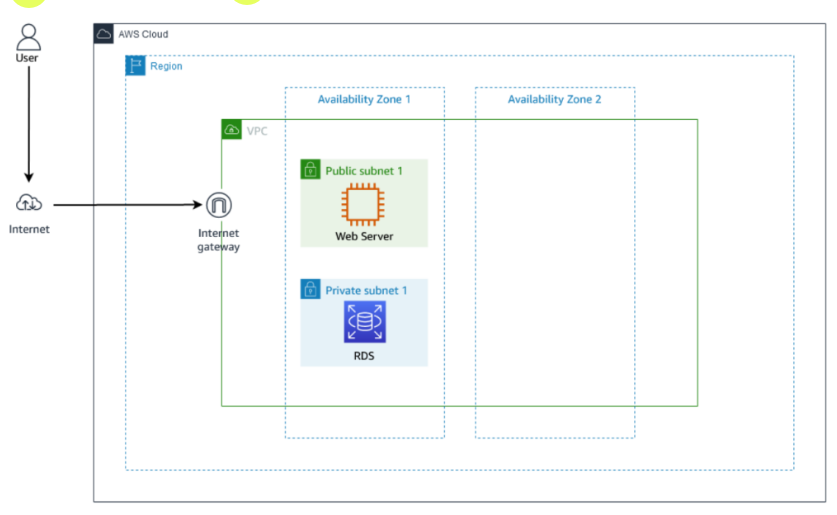 AWS Cloud
User
Region
Availability Zone 1
Availability Zone 2
VPC
Public subnet 1
Web Server
Internet
Internet
gateway
Private subnet 1
RDS